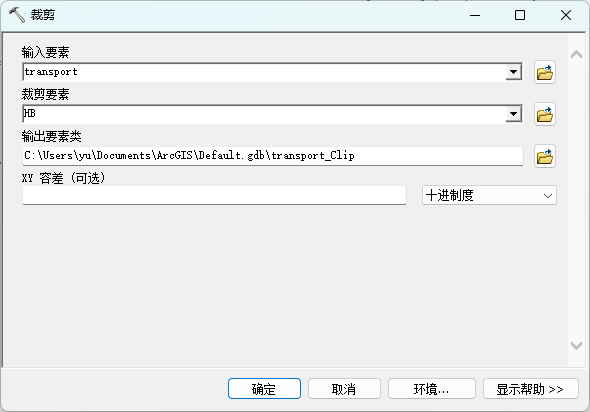 裁剪
输入要素
transport
裁剪要素
HB
输出要素类
C:\Users\yu\Documents\ArcGIS\Default.gdb\transport_Clip
XY 容差 (可选)
十进制度
确定 取消 环境... 显示帮助 >>